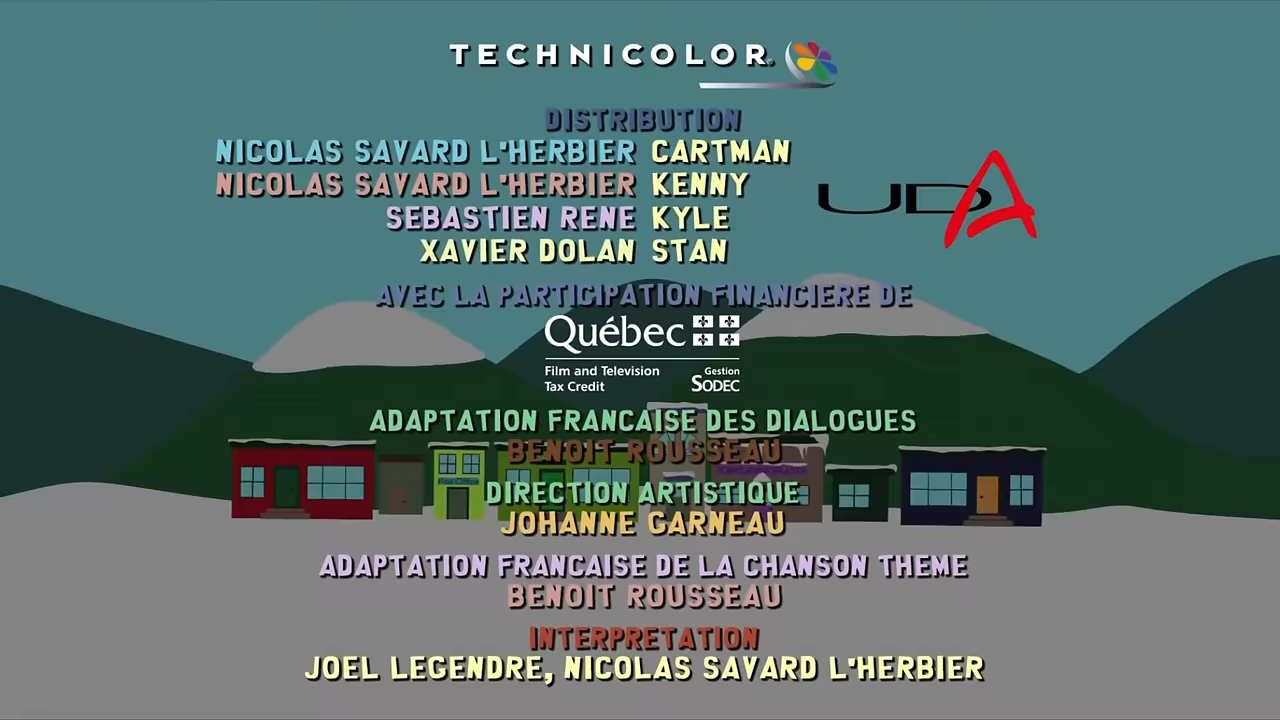 TECHNICOLOR
DISTRIBUTION
NICOLAS SAVARD L'HERBIER CARTMAN
NICOLAS SAVARD L'HERBIER KENNY
SEBASTIEN RENE KYLE
XAVIER DOLAN STAN
UDA
AVEC LA PARTICIPATION FINANCIERE DE
Québec
Film and Television
Tax Credit
Gestion
SODEC
ADAPTATION FRANCAISE DES DIALOGUES
BENOIT ROUSSEAU
Post Office
DIRECTION ARTISTIQUE
JOHANNE GARNEAU
ADAPTATION FRANCAISE DE LA CHANSON THEME
BENOIT ROUSSEAU
INTERPRETATION
JOEL LEGENDRE, NICOLAS SAVARD L'HERBIER